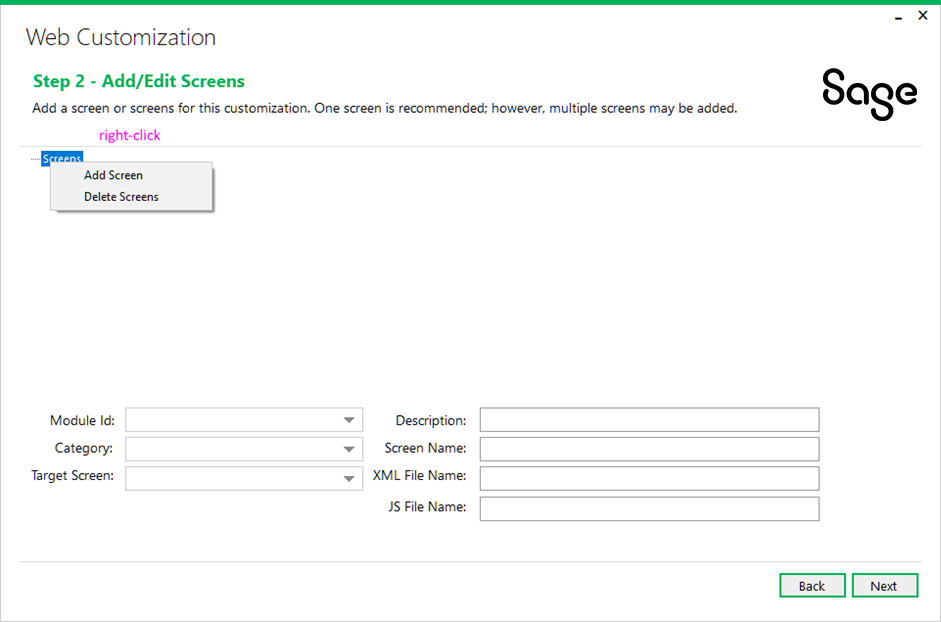 Web Customization
Step 2 - Add/Edit Screens
Sage
Add a screen or screens for this customization. One screen is recommended; however, multiple screens may be added.
right-click
Screens
Add Screen
Delete Screens
Module Id:
Description:
Category:
Screen Name:
Target Screen:
XML File Name:
JS File Name:
Back
Next